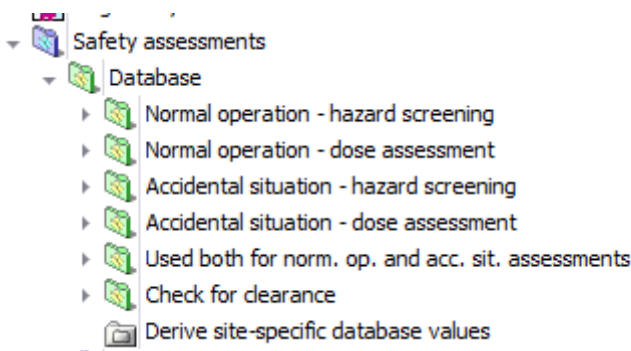 Safety assessments
Database
Normal operation - hazard screening
Normal operation - dose assessment
Accidental situation - hazard screening
Accidental situation - dose assessment
Used both for norm. op. and acc. sit. assessments
Check for clearance
Derive site-specific database values